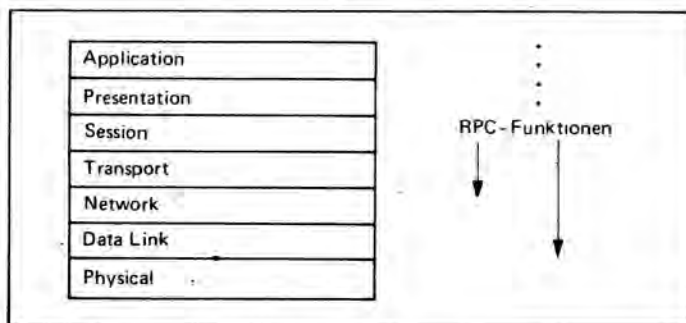 Application
Presentation
Session
RPC-Funktionen
Transport
Network
Data Link
Physical